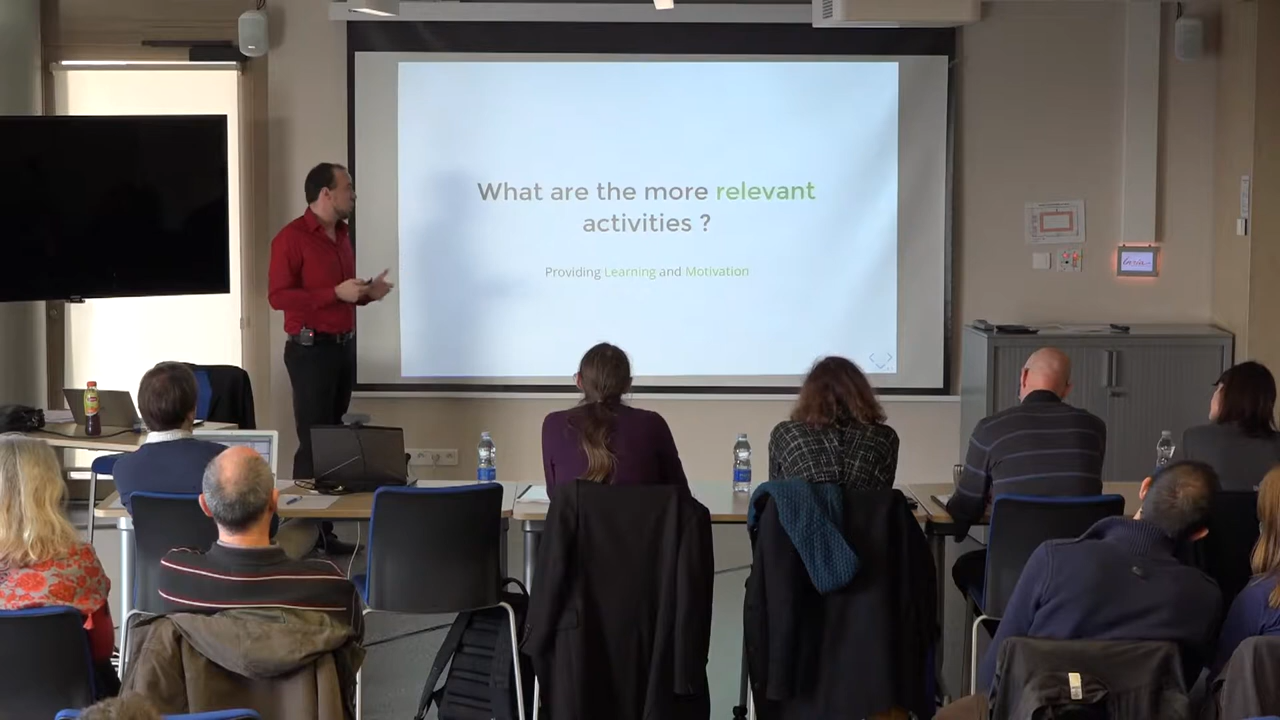 What are the more relevant
activities ?
Providing Learning and Motivation